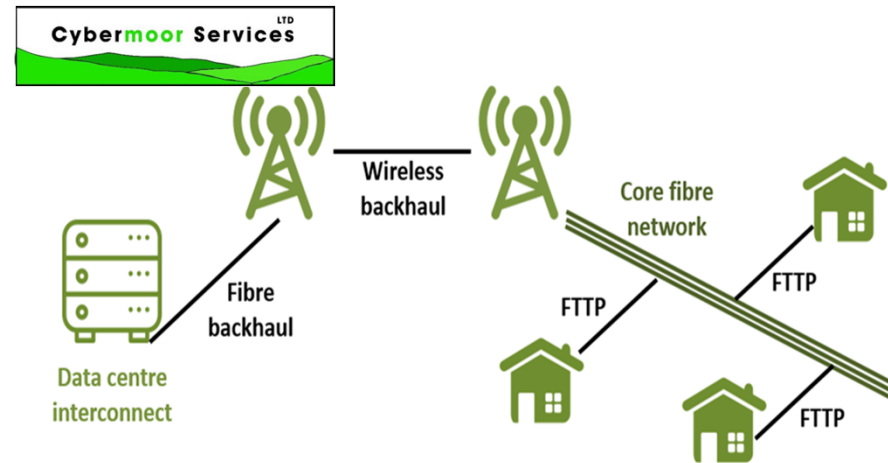 LTD
Cybermoor Services
Wireless
backhaul
Core fibre
network
Fibre
backhaul
FTTP
FTTP
Data centre
interconnect
FTTP